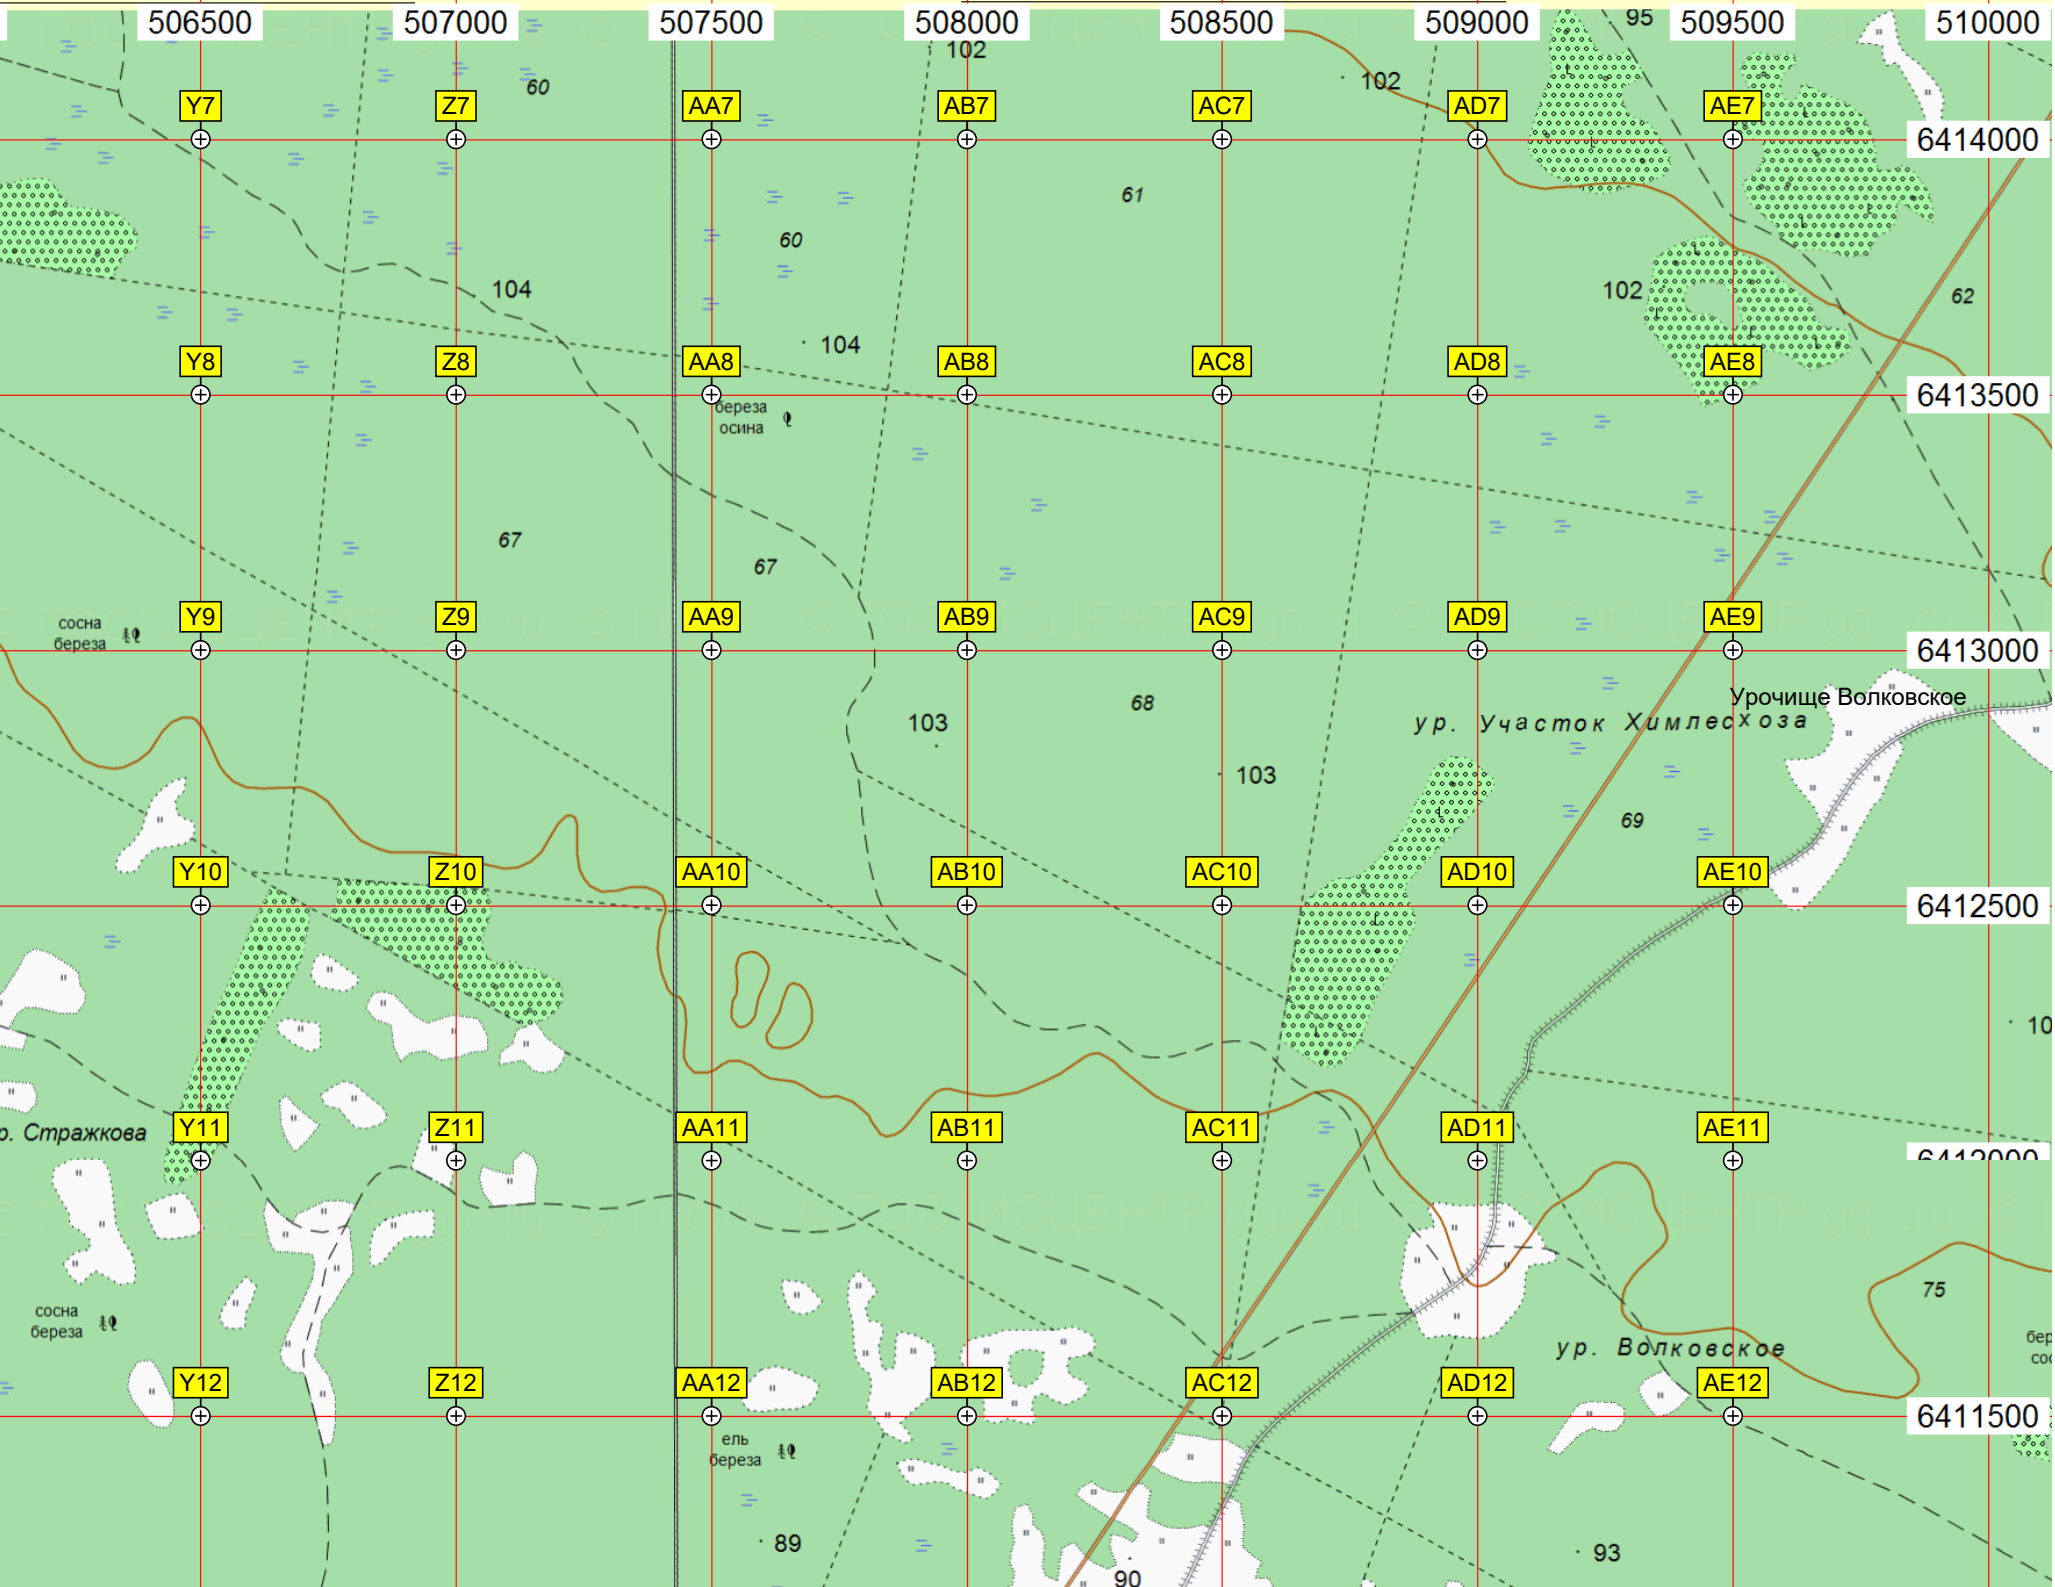 506500 507000 507500 508000 508500 509000 509500 510000
95
102
60
102
Y7 Z7 AA7 AB7 AC7 AD7 AE7
6414000
61
60
104
102
62
104
Y8 Z8 AA8 AB8 AC8 AD8 AE8
6413500
береза
осина
67
67
Y9 Z9 AA9 AB9 AC9 AD9 AE9
сосна
береза
6413000
Урочище Волковское
68
103
ур. Участок Химлесхоза
103
69
Y10 Z10 AA10 AB10 AC10 AD10 AE10
6412500
10
р. Стражкова
Y11 Z11 AA11 AB11 AC11 AD11 AE11
6412000
75
сосна
береза
ур. Волковское
бер
сос
Y12 Z12 AA12 AB12 AC12 AD12 AE12
6411500
ель
береза
89
93
90